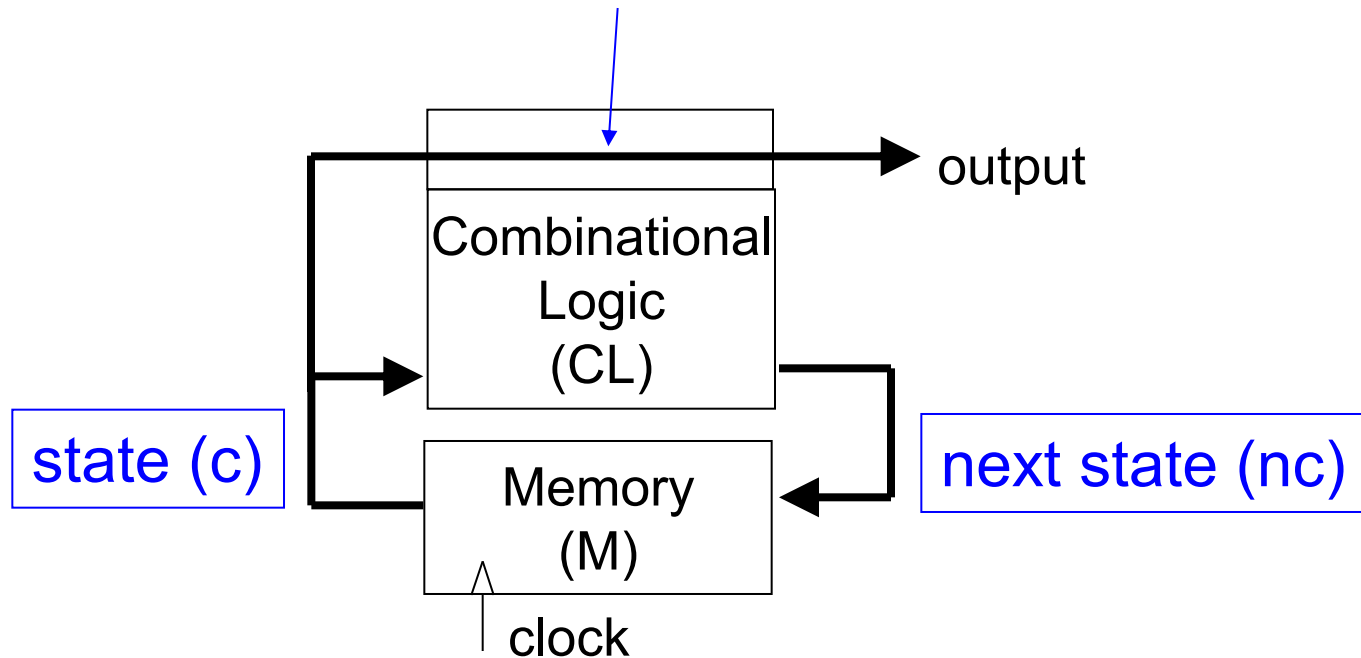 output
Combinational
Logic
(CL)
state (c)
next state (nc)
Memory
(M)
clock